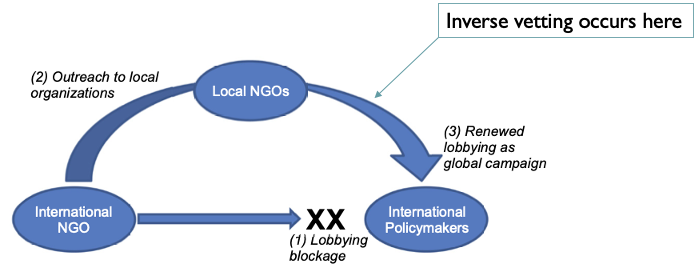 Inverse vetting occurs here
(2) Outreach to local
organizations
Local NGOs
(3) Renewed
lobbying as
global campaign
International
NGO
XX
(1) Lobbying
blockage
International
Policymakers